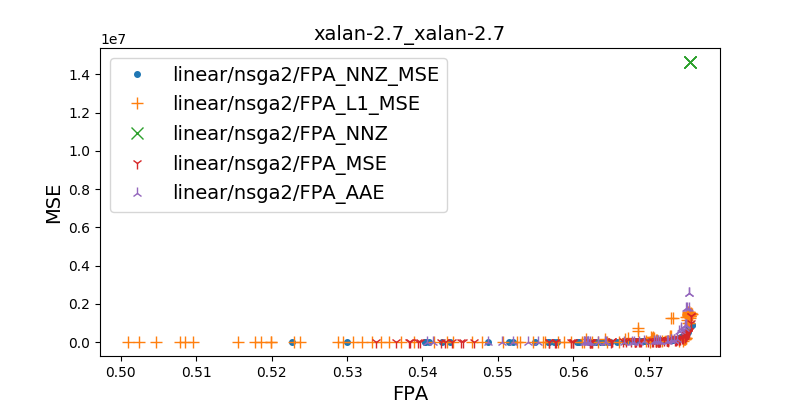 xalan-2.7_xalan-2.7
1e7
1.4
1.2
1.0
0.8
0.6
0.4
0.2
0.0
MSE
linear/nsga2/FPA_NNZ_MSE
linear/nsga2/FPA_L1_MSE
linear/nsga2/FPA_NNZ
linear/nsga2/FPA_MSE
linear/nsga2/FPA_AAE
0.50 0.51 0.52 0.53 0.54 0.55 0.56 0.57
FPA